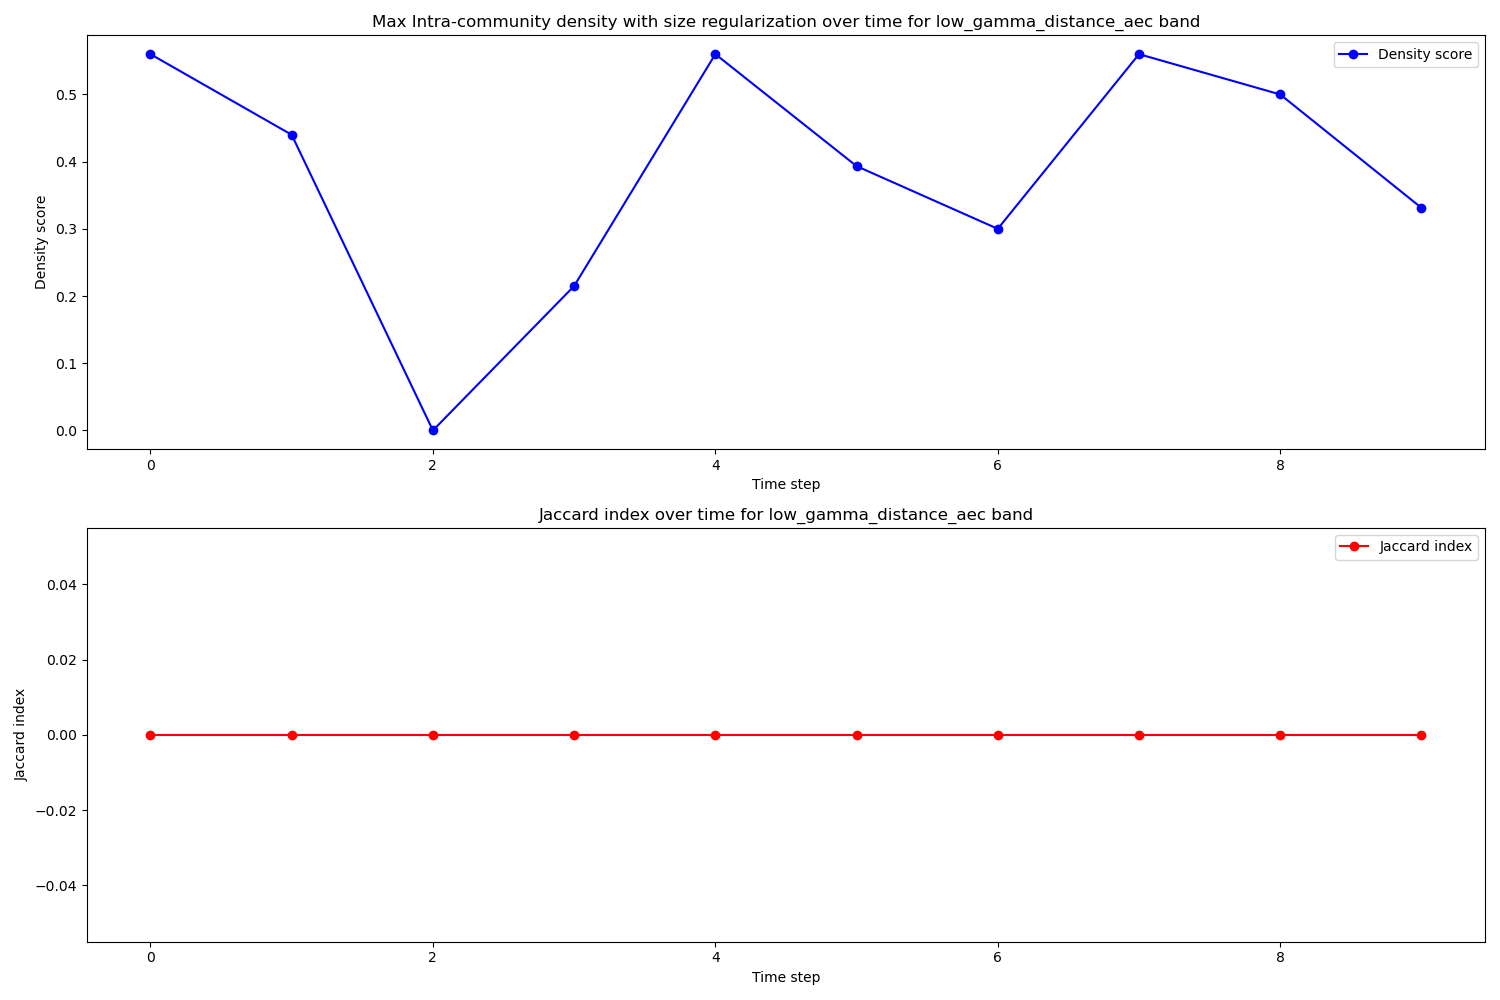 Max Intra-community density with size regularization over time for low_gamma_distance_aec band
Density score
0.5
0.4
0.3
0.2
0.1
0.0
Density score
0 2 4 6 8
Time step
Jaccard index over time for low_gamma_distance_aec band
Jaccard index
0.04
0.02
0.00
−0.02
−0.04
Jaccard index
0 2 4 6 8
Time step